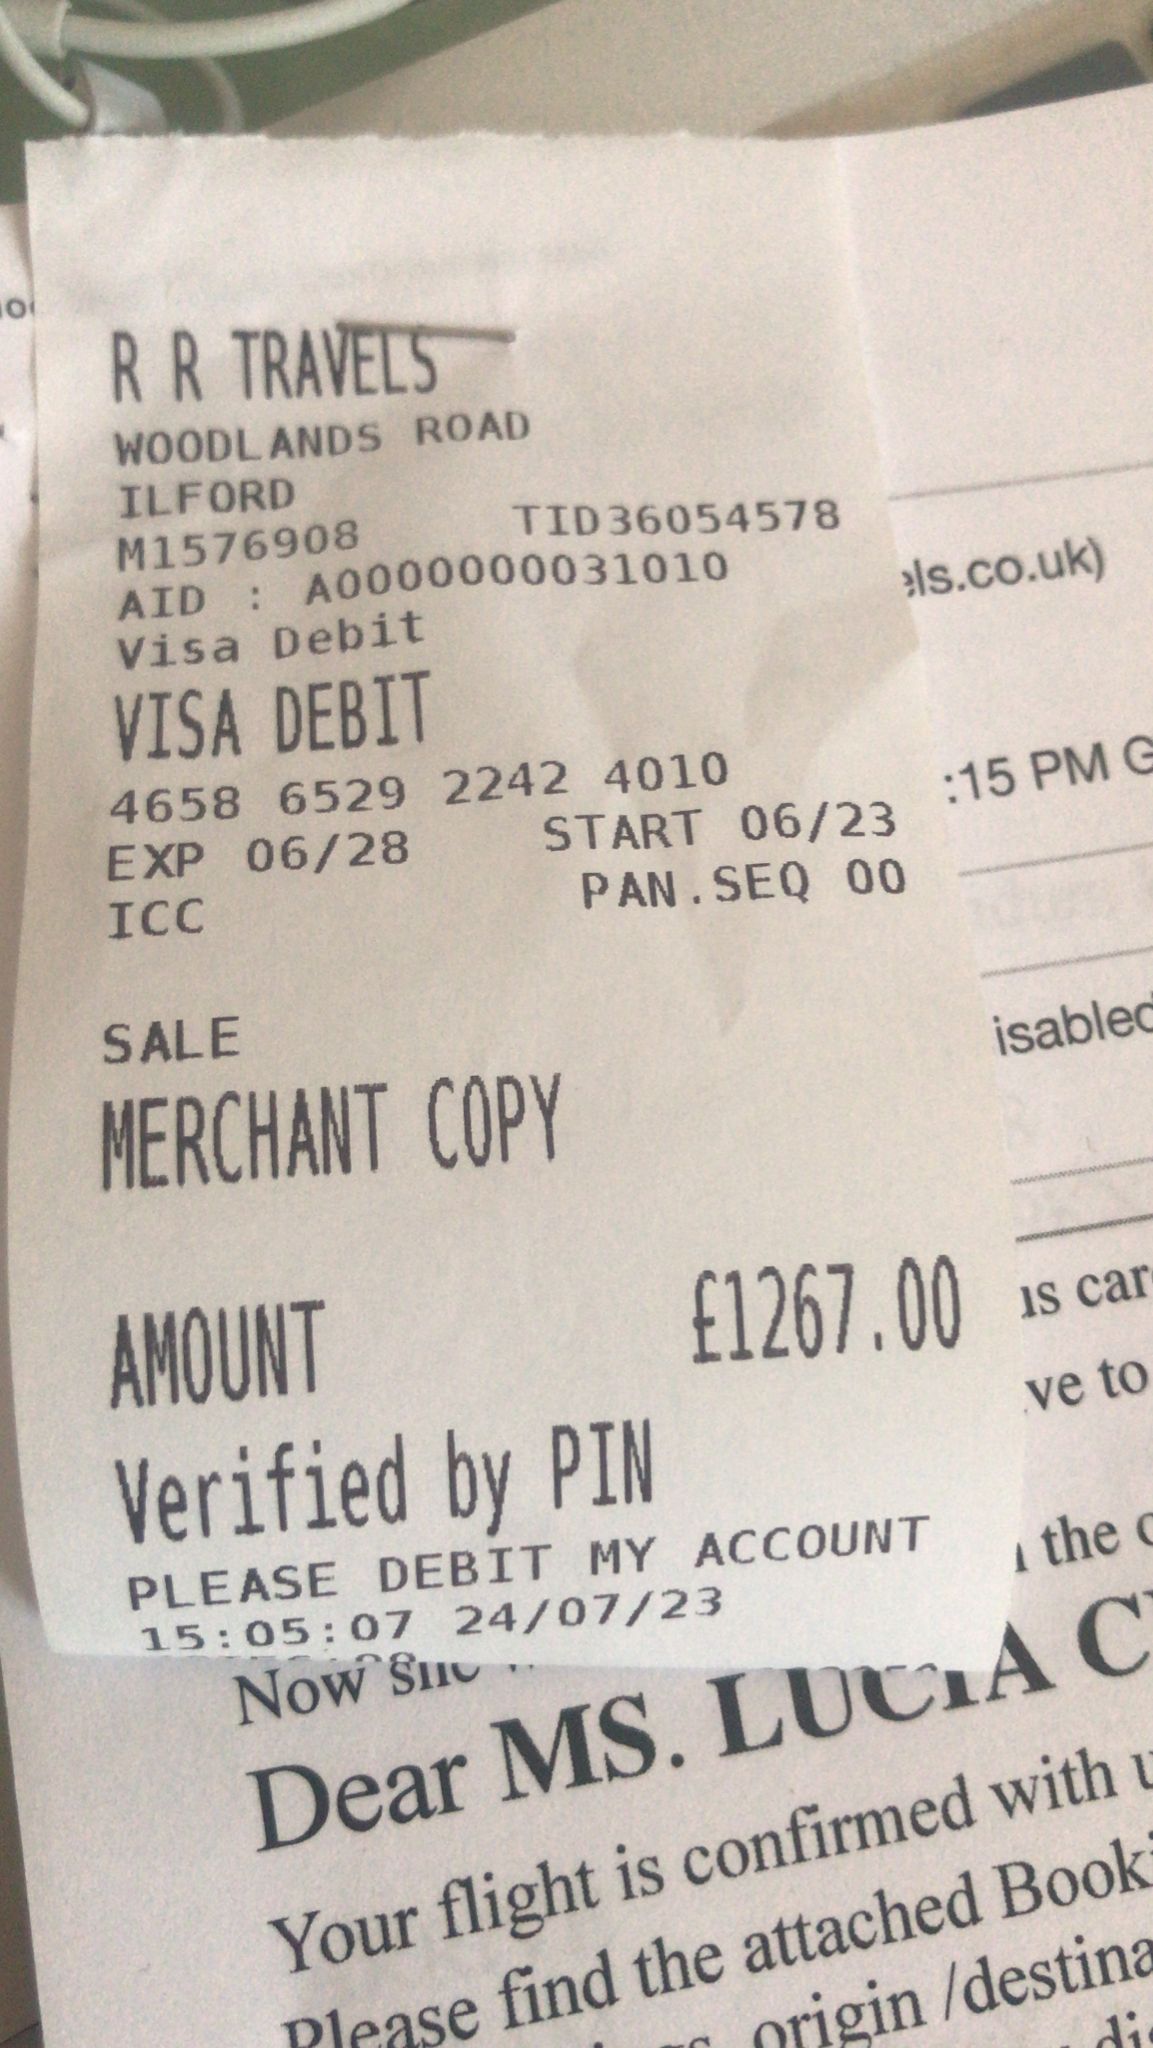 R R TRAVELS
WOODLANDS ROAD
ILFORD
M1576908 TID36054578
AID : A0000000031010
Visa Debit
VISA DEBIT
4658 6529 2242 4010
EXP 06/28 START 06/23
ICC PAN.SEQ 00
SALE
MERCHANT COPY
AMOUNT £1267.00
Verified by PIN
PLEASE DEBIT MY ACCOUNT
15:05:07 24/07/23
els.co.uk)
:15 PM G
isabled
us car
ve to
the
Now
Dear MS. LUCIA C
Your flight is confirmed with u
Please find the attached Booki
origin /destina